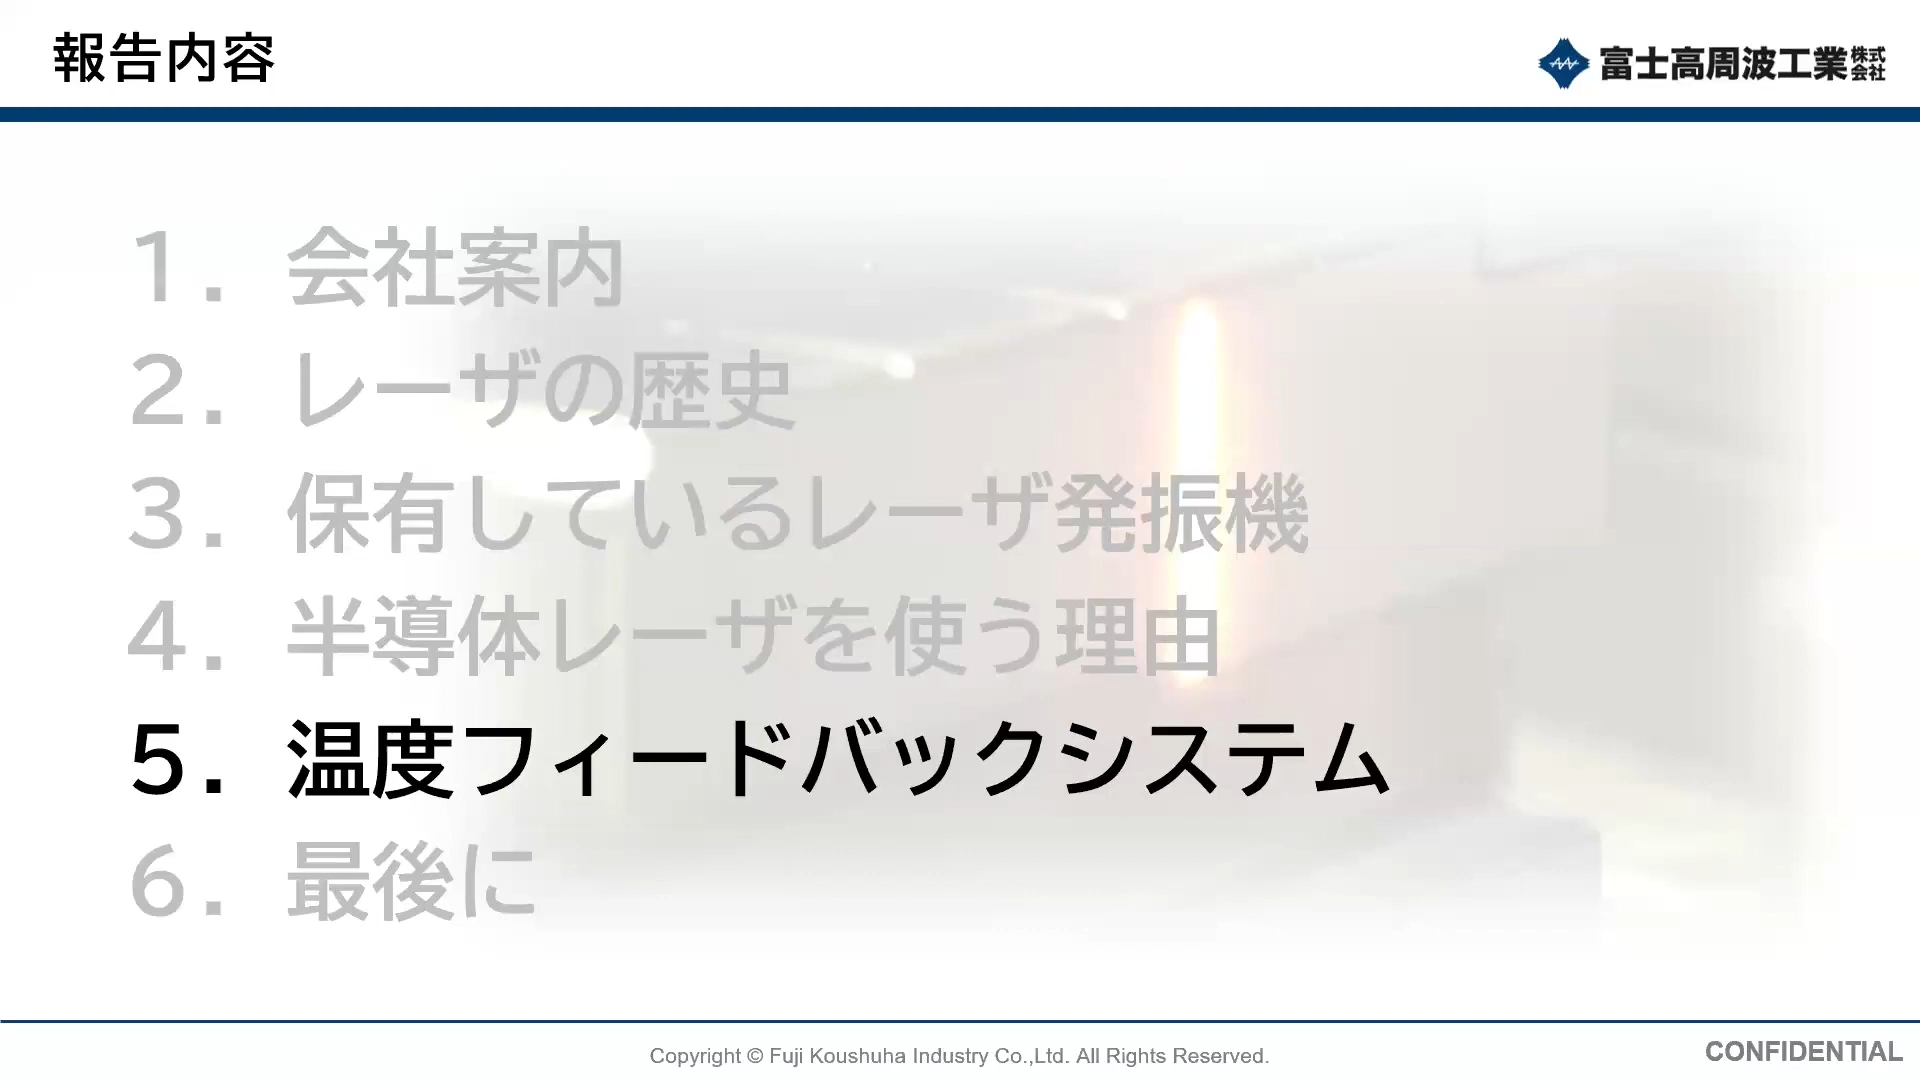 報告内容
富士高周波工業株式会社
１．会社案内
２．レーザの歴史
３．保有しているレーザ発振機
４．半導体レーザを使う理由
５．温度フィードバックシステム
６．最後に
Copyright © Fuji Koushuha Industry Co.,Ltd. All Rights Reserved.
CONFIDENTIAL